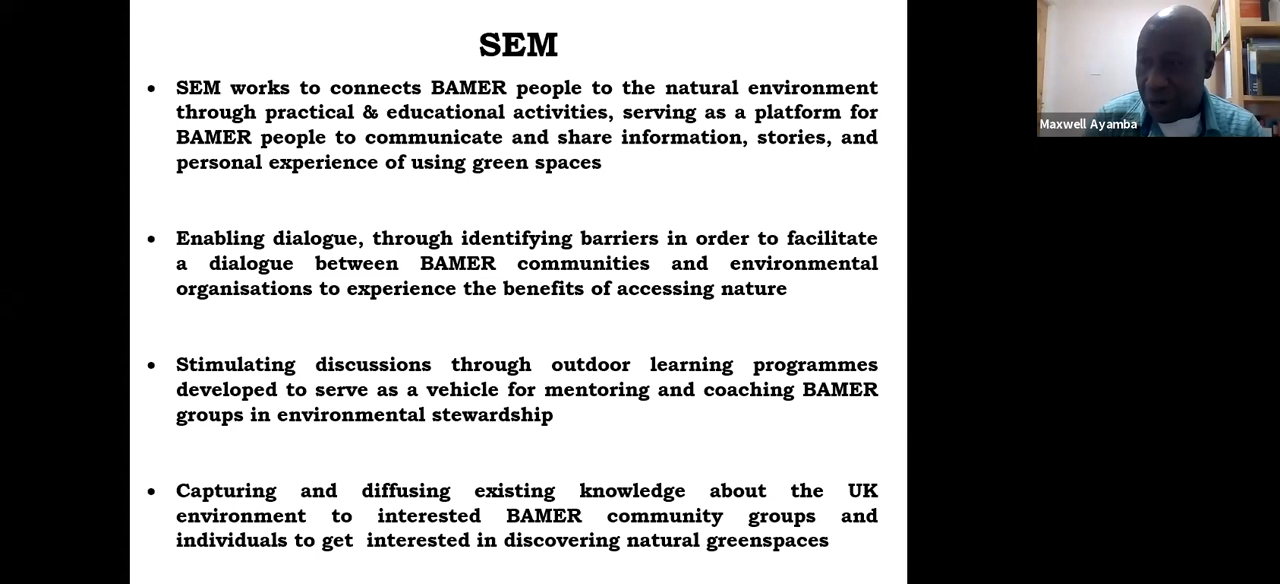 SEM
• SEM works to connects BAMER people to the natural environment
through practical & educational activities, serving as a platform for
BAMER people to communicate and share information, stories, and
personal experience of using green spaces
• Enabling dialogue, through identifying barriers in order to facilitate
a dialogue between BAMER communities and environmental
organisations to experience the benefits of accessing nature
• Stimulating discussions through outdoor learning programmes
developed to serve as a vehicle for mentoring and coaching BAMER
groups in environmental stewardship
• Capturing and diffusing existing knowledge about the UK
environment to interested BAMER community groups and
individuals to get interested in discovering natural greenspaces
Maxwell Ayamba